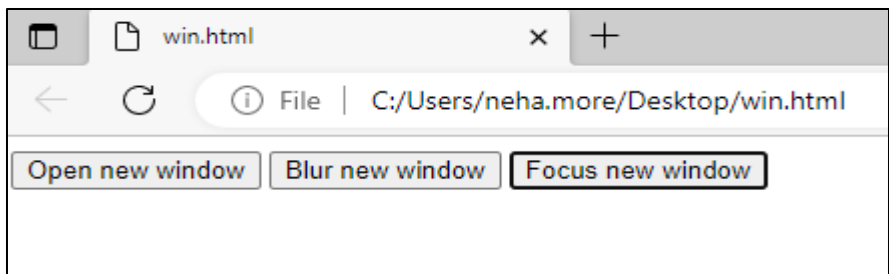 win.html
File | C:/Users/neha.more/Desktop/win.html
Open new window Blur new window Focus new window